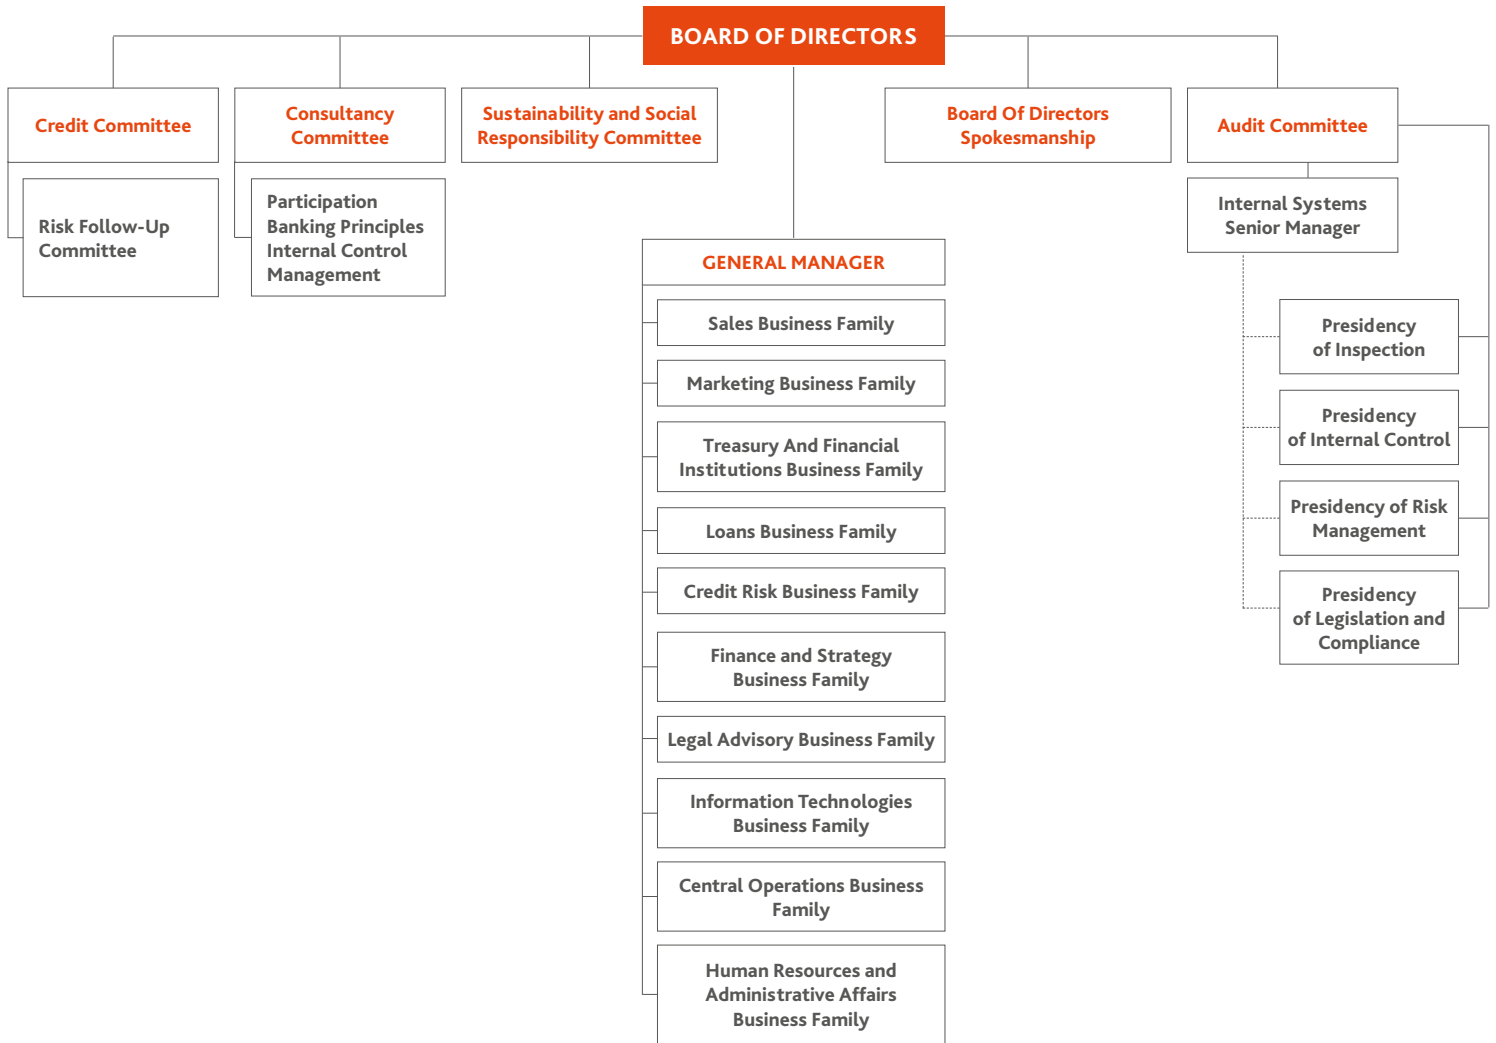 BOARD OF DIRECTORS
Credit Committee
Consultancy
Committee
Sustainability and Social
Responsibility Committee
Board Of Directors
Spokesmanship
Audit Committee
Risk Follow-Up
Committee
Participation
Banking Principles
Internal Control
Management
Internal Systems
Senior Manager
GENERAL MANAGER
Sales Business Family
Marketing Business Family
Treasury And Financial
Institutions Business Family
Loans Business Family
Credit Risk Business Family
Finance and Strategy
Business Family
Legal Advisory Business Family
Information Technologies
Business Family
Central Operations Business
Family
Human Resources and
Administrative Affairs
Business Family
Presidency
of Inspection
Presidency
of Internal Control
Presidency of Risk
Management
Presidency
of Legislation and
Compliance